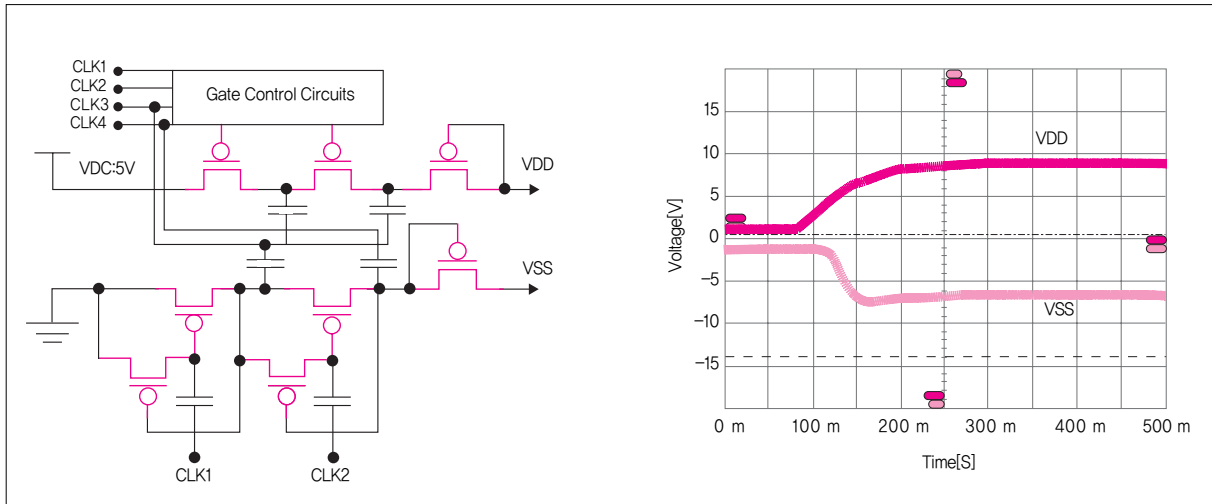 CLK1
CLK2
CLK3
CLK4
Gate Control Circuits
VDC:5V
VDD
VSS
CLK1
CLK2
Voltage[V]
15
10
5
0
−5
−10
−15
VDD
VSS
0 m
100 m
200 m
300 m
400 m
500 m
Time[S]